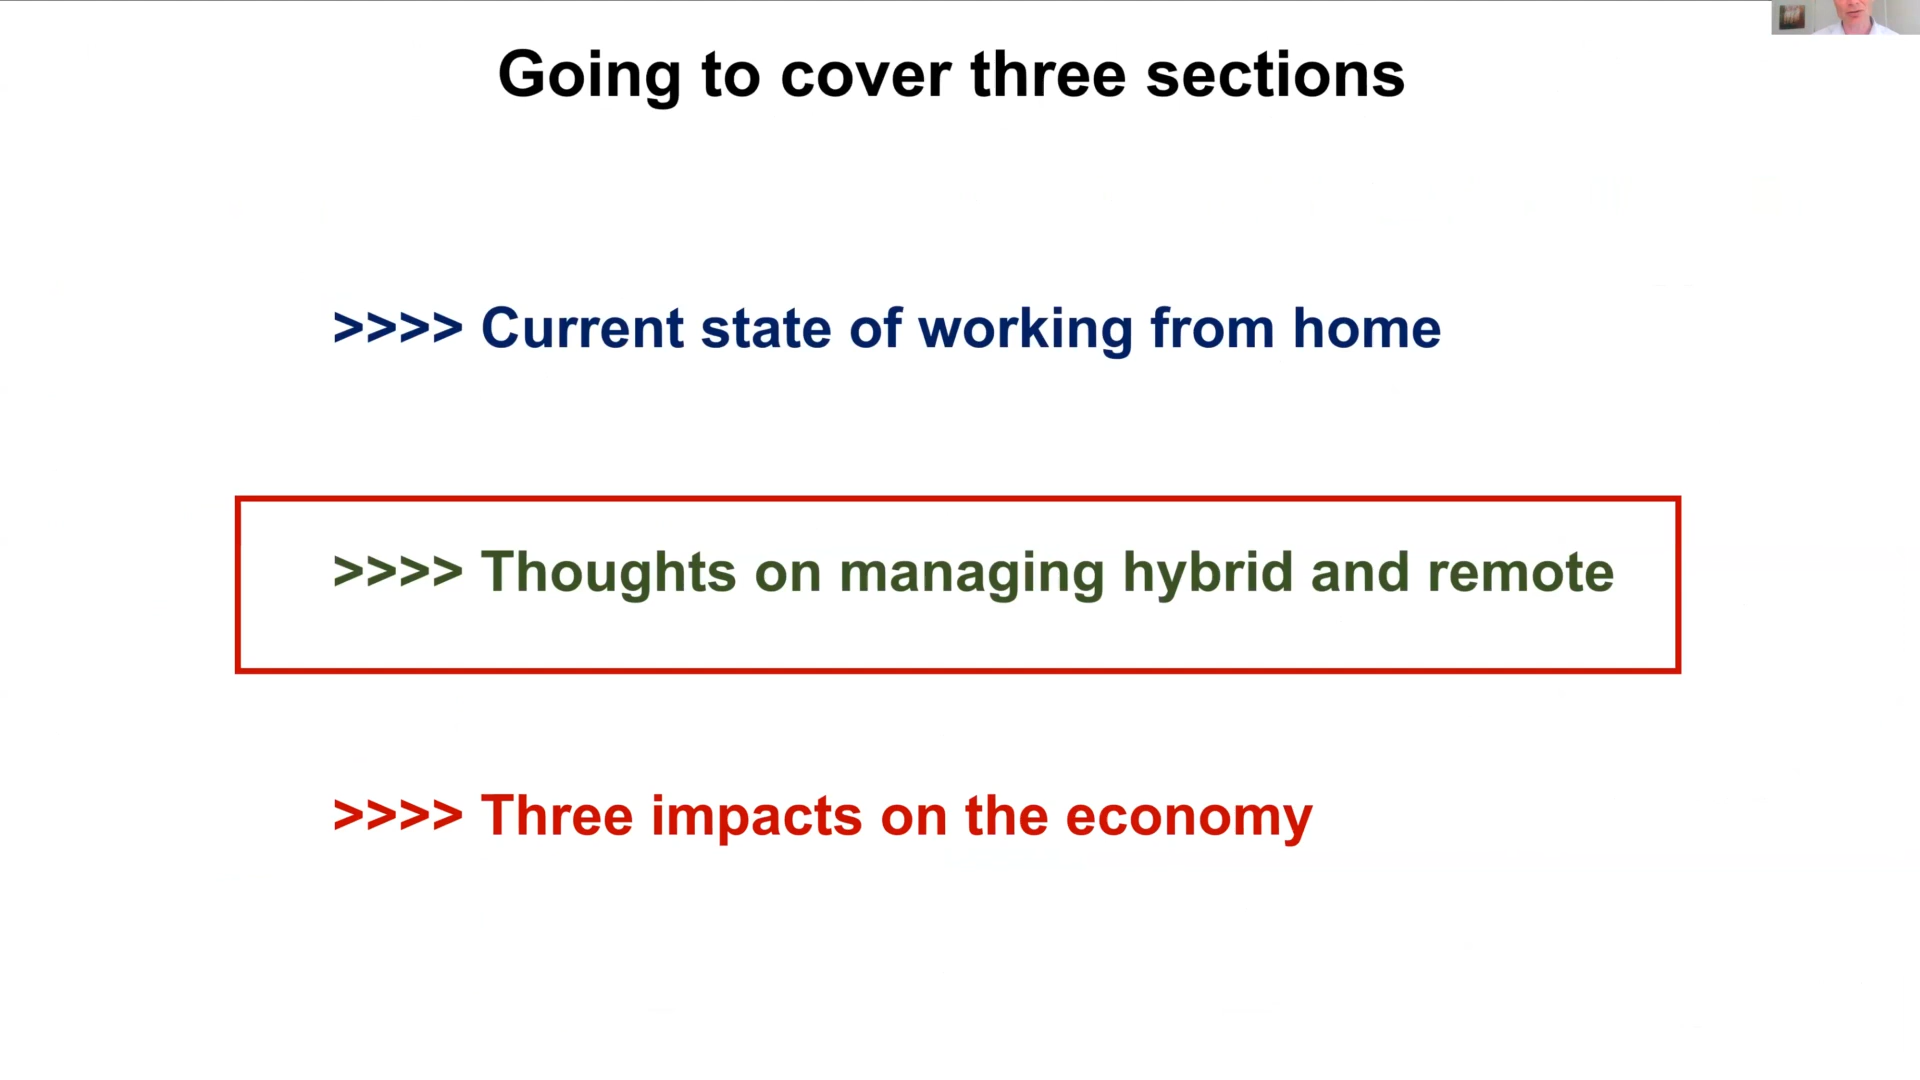 Going to cover three sections
>>>> Current state of working from home
>>>> Thoughts on managing hybrid and remote
>>>> Three impacts on the economy